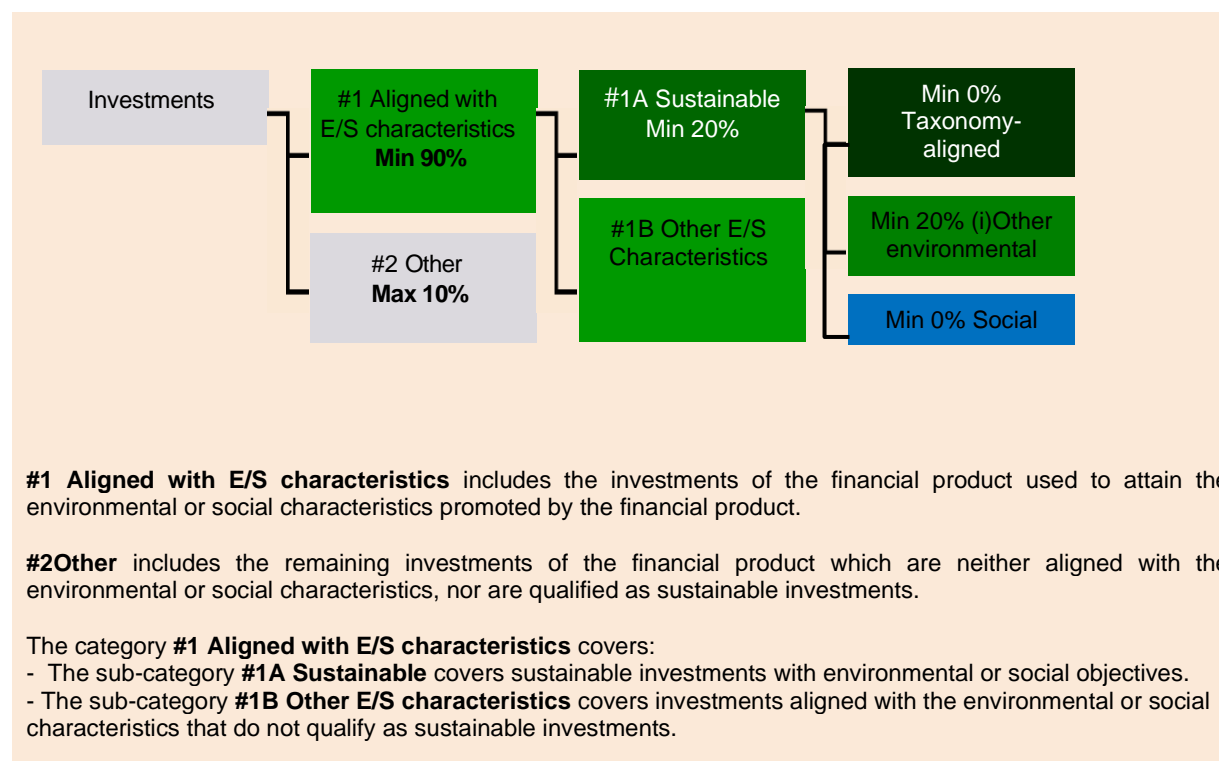 Investments
#1 Aligned with
E/S characteristics
Min 90%
#2 Other
Max 10%
#1A Sustainable
Min 20%
#1B Other E/S
Characteristics
Min 0%
Taxonomy-
aligned
Min 20% (i)Other
environmental
Min 0% Social
#1 Aligned with E/S characteristics includes the investments of the financial product used to attain the
environmental or social characteristics promoted by the financial product.
#2Other includes the remaining investments of the financial product which are neither aligned with the
environmental or social characteristics, nor are qualified as sustainable investments.
The category #1 Aligned with E/S characteristics covers:
- The sub-category #1A Sustainable covers sustainable investments with environmental or social objectives.
- The sub-category #1B Other E/S characteristics covers investments aligned with the environmental or social
characteristics that do not qualify as sustainable investments.